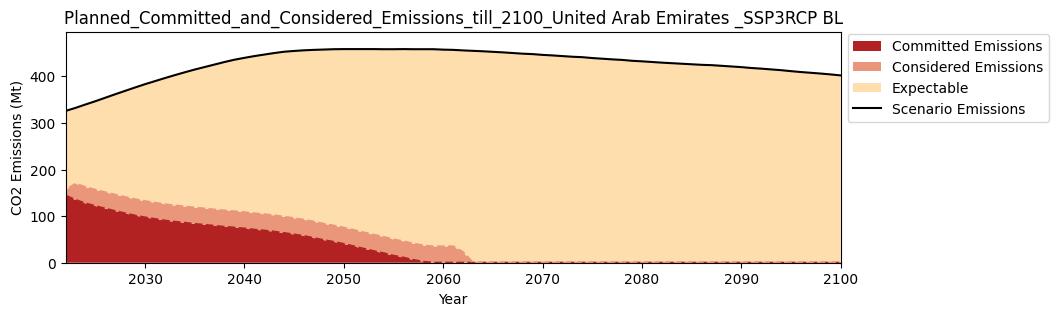 Planned_Committed_and_Considered_Emissions_till_2100_United Arab Emirates _SSP3RCP BL
CO2 Emissions (Mt)
400
300
200
100
0
2030 2040 2050 2060 2070 2080 2090 2100
Year
Committed Emissions
Considered Emissions
Expectable
Scenario Emissions